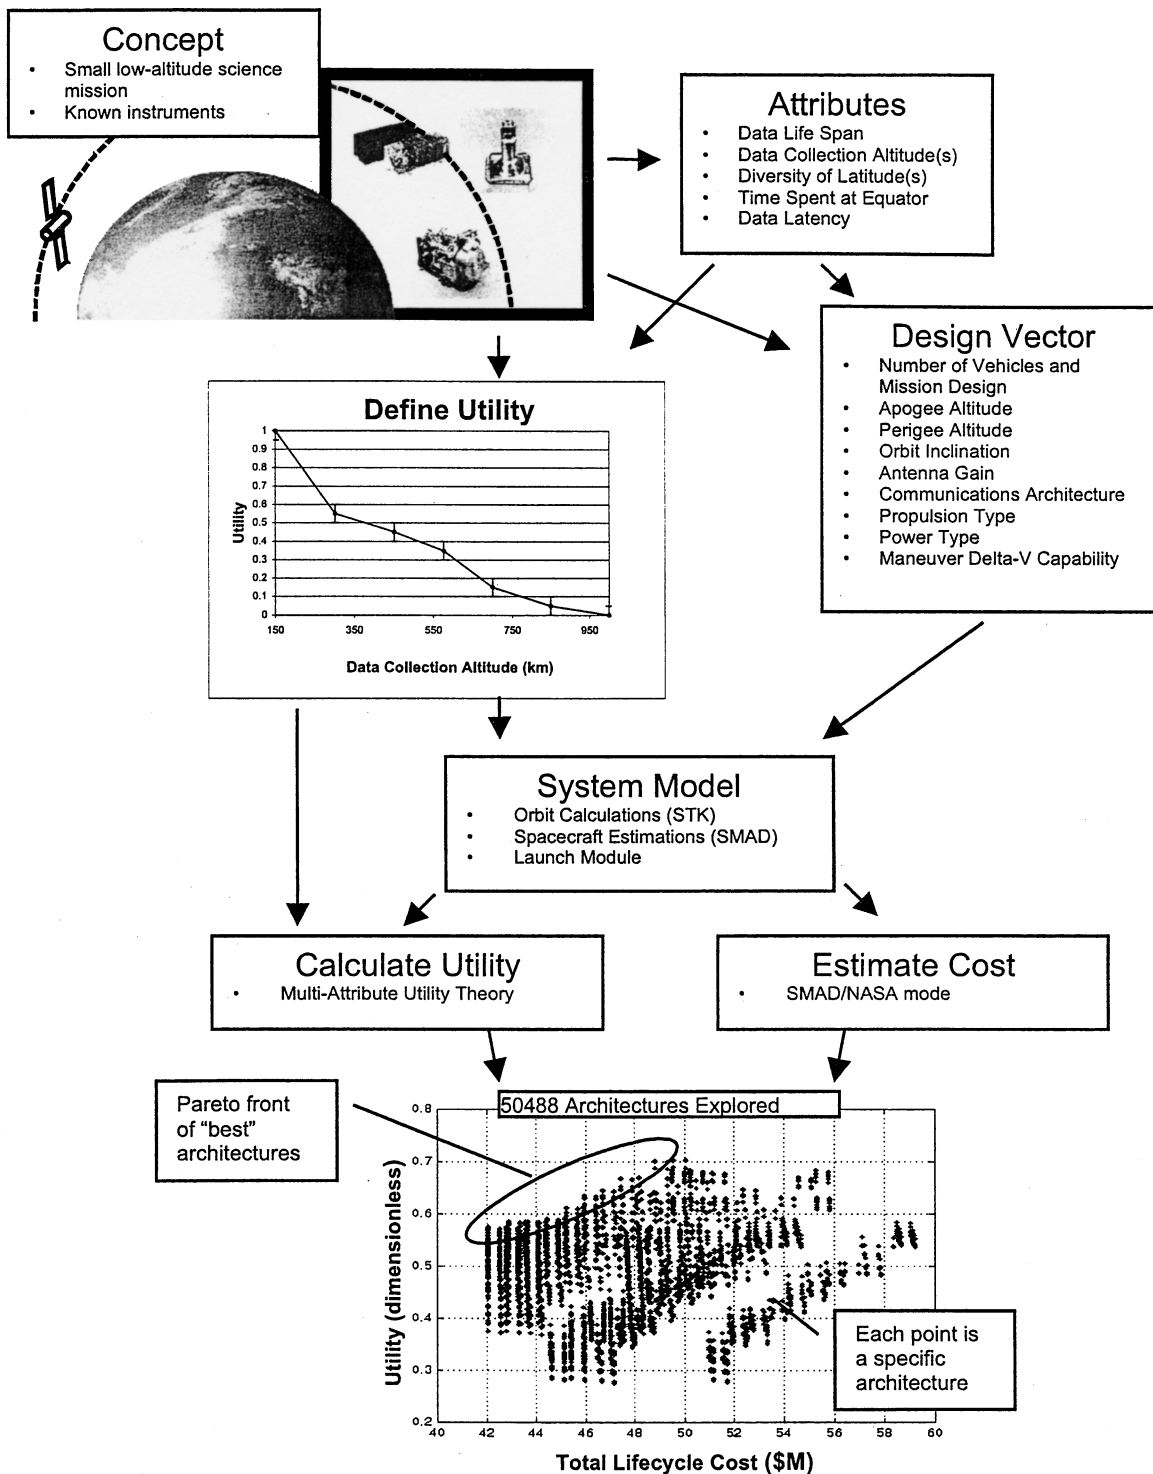 Concept
• Small low-altitude science
mission
• Known instruments
Attributes
• Data Life Span
• Data Collection Altitude(s)
• Diversity of Latitude(s)
• Time Spent at Equator
• Data Latency
Design Vector
• Number of Vehicles and
Mission Design
• Apogee Altitude
• Perigee Altitude
• Orbit Inclination
• Antenna Gain
• Communications Architecture
• Propulsion Type
• Power Type
• Maneuver Delta-V Capability
Define Utility
Utility
1
0.9
0.8
0.7
0.6
0.5
0.4
0.3
0.2
0.1
0
150 350 550 750 950
Data Collection Altitude (km)
System Model
• Orbit Calculations (STK)
• Spacecraft Estimations (SMAD)
• Launch Module
Calculate Utility
• Multi-Attribute Utility Theory
Estimate Cost
• SMAD/NASA mode
Pareto front
of “best”
architectures
50488 Architectures Explored
Utility (dimensionless)
0.8
0.7
0.6
0.5
0.4
0.3
0.2
40 42 44 46 48 50 52 54 56 58 60
Total Lifecycle Cost ($M)
Each point is
a specific
architecture